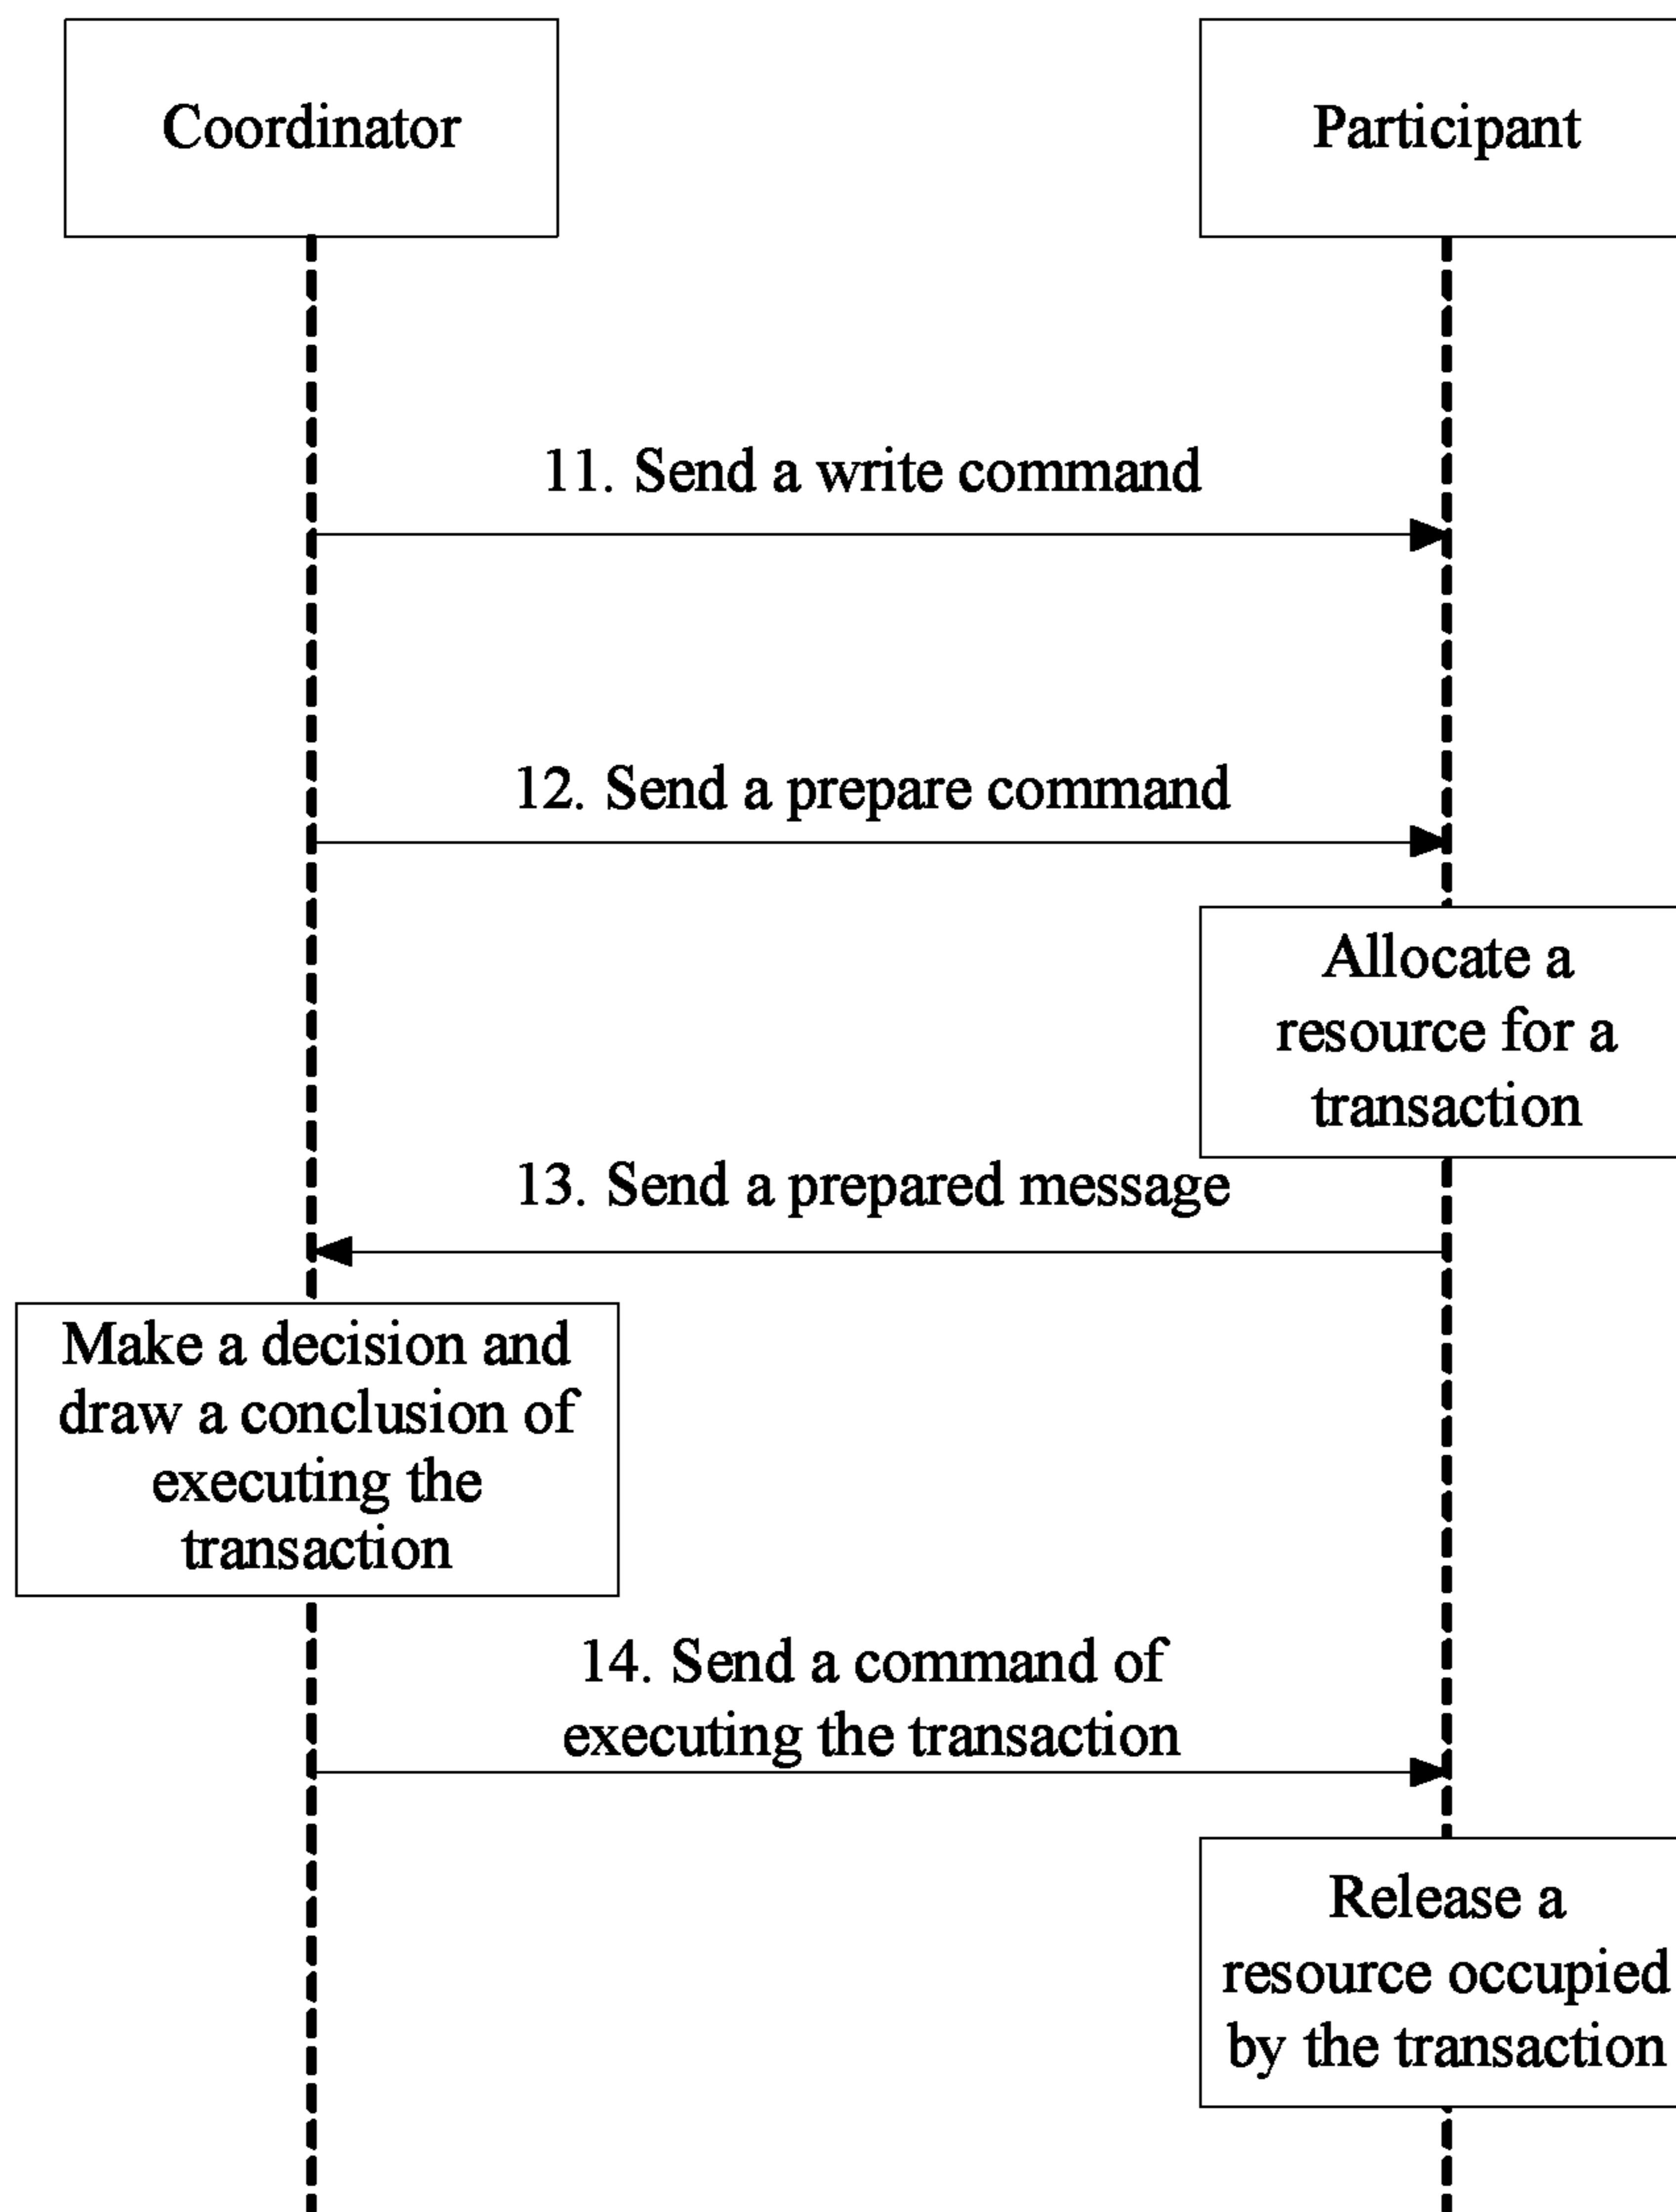 Coordinator
Participant
11. Send a write command
12. Send a prepare command
Allocate a
resource for a
transaction
13. Send a prepared message
Make a decision and
draw a conclusion of
executing the
transaction
14. Send a command of
executing the transaction
Release a
resource occupied
by the transaction